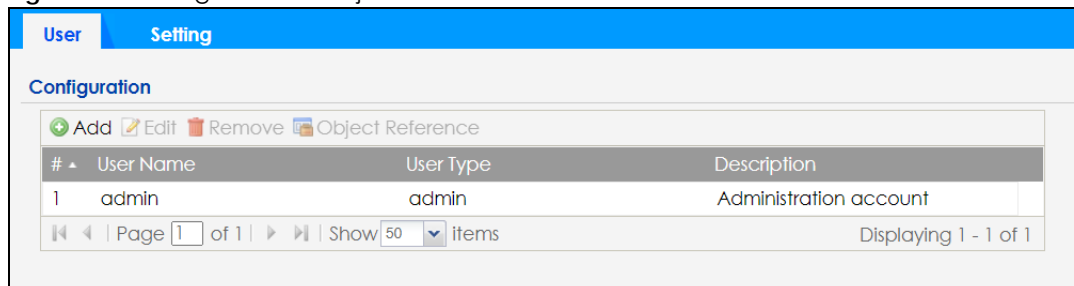 User Setting
Configuration
Add Edit Remove Object Reference
# User Name User Type Description
1 admin admin Administration account
Page 1 of 1 Show 50 items Displaying 1 - 1 of 1